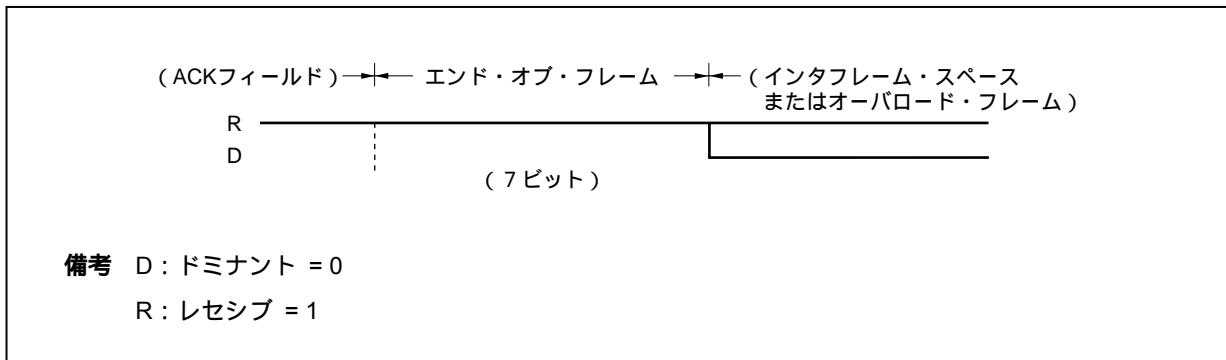 （ACKフィールド） エンド・オブ・フレーム （インタフレーム・スペース
またはオーバロード・フレーム）
R
D
（７ビット）
備考 D：ドミナント = 0
R：レセシブ = 1